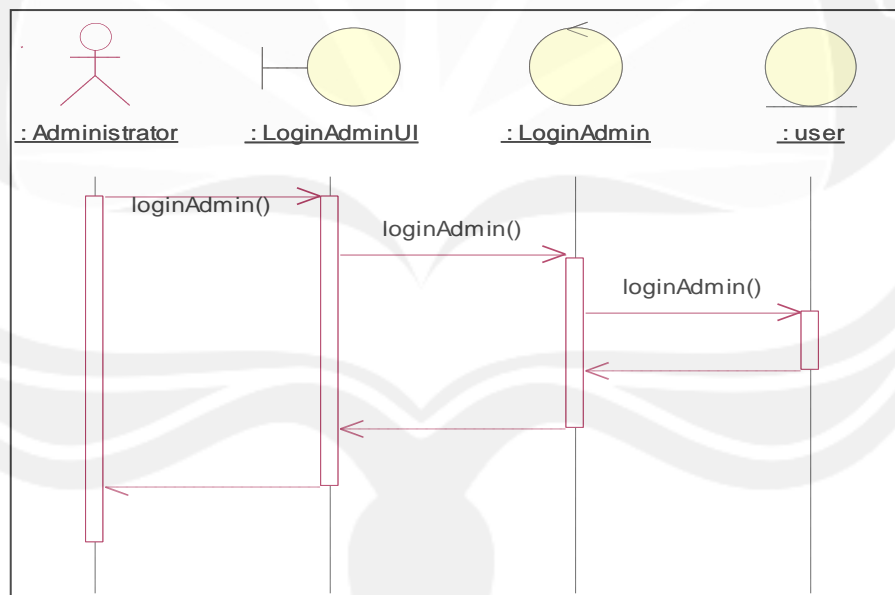 : Administrator
: LoginAdminUI
: LoginAdmin
: user
loginAdmin()
loginAdmin()
loginAdmin()